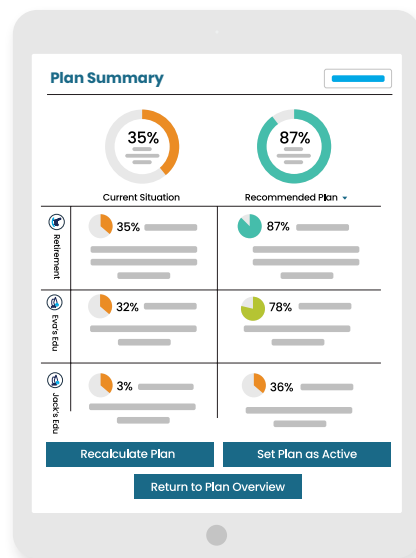 Plan Summary
35%
87%
Current Situation
Recommended Plan
Retirement
35%
87%
Eva's Edu
32%
78%
Jack's Edu
3%
36%
Recalculate Plan
Set Plan as Active
Return to Plan Overview